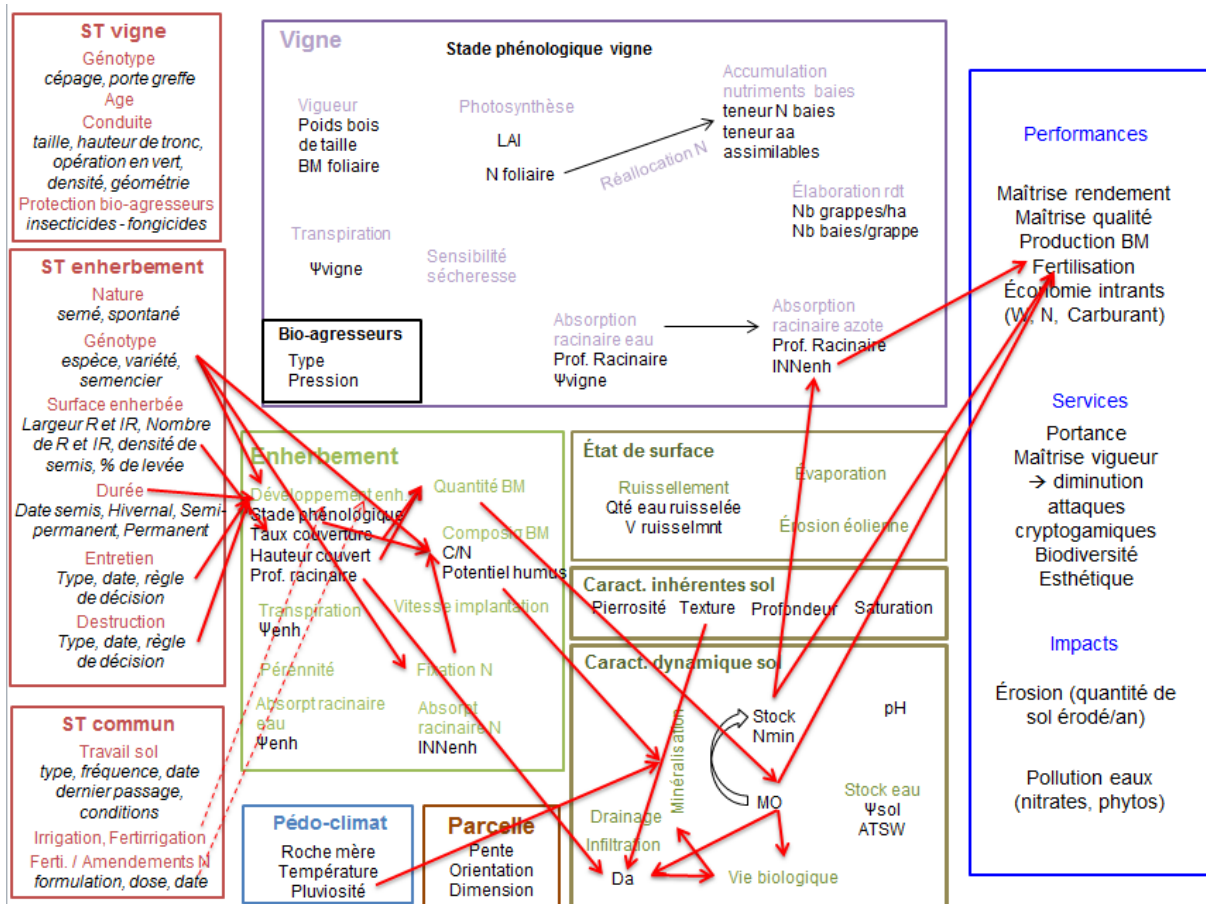 ST vigne
Génotype
cépage, porte greffe
Age
Conduite
taille, hauteur de tronc,
opération en vert,
densité, géométrie
Protection bio-agresseurs
insecticides - fongicides
ST enherbement
Nature
semé, spontané
Génotype
espèce, variété,
semencier
Surface enherbée
Largeur R et IR, Nombre
de R et IR, densité de
semis, % de levée
Durée
Date semis, Hivernal, Semi-
permanent, Permanent
Entretien
Type, date, règle
de décision
Destruction
Type, date, règle
de décision
ST commun
Travail sol
type, fréquence, date
dernier passage,
conditions
Irrigation, Fertirrigation
Ferti. / Amendements N
formulation, dose, date
Vigne
Stade phénologique vigne
Vigueur
Poids bois
de taille
BM foliaire
Photosynthèse
LAI
N foliaire
Réallocation N
Accumulation
nutriments baies
teneur N baies
teneur aa
assimilables
Élaboration rdt
Nb grappes/ha
Nb baies/grappe
Transpiration
Ψvigne
Sensibilité
sécheresse
Bio-agresseurs
Type
Pression
Absorption
racinaire eau
Prof. Racinaire
Ψvigne
Absorption
racinaire azote
Prof. Racinaire
INNenh
Enherbement
Développement enh.
Stade phénologique
Taux couverture
Hauteur couvert
Prof. racinaire
Quantité BM
Composiø BM
C/N
Potentiel humus
Transpiration
Ψenh
Vitesse implantation
Pérennité
Fixation N
Absorpt racinaire
eau
Ψenh
Absorpt
racinaire N
INNenh
État de surface
Ruissellement
Qté eau ruisselée
V ruisselmnt
Évaporation
Érosion éolienne
Caract. inhérentes sol
Pierrosité Texture Profondeur Saturation
Caract. dynamique sol
Minéralisation
Stock
Nmin
pH
MO
Stock eau
Ψsol
ATSW
Drainage
Infiltration
Da
Vie biologique
Pédo-climat
Roche mère
Température
Pluviosité
Parcelle
Pente
Orientation
Dimension
Performances
Maîtrise rendement
Maîtrise qualité
Production BM
Fertilisation
Économie intrants
(W, N, Carburant)
Services
Portance
Maîtrise vigueur
→ diminution
attaques
cryptogamiques
Biodiversité
Esthétique
Impacts
Érosion (quantité de
sol érodé/an)
Pollution eaux
(nitrates, phytos)